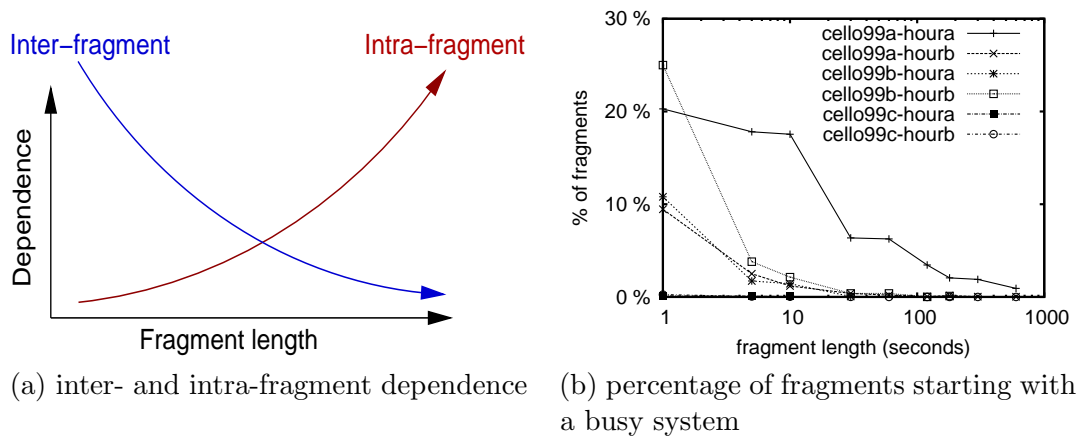 Inter-fragment
Intra-fragment
Dependence
Fragment length
(a) inter- and intra-fragment dependence
30 %
20 %
10 %
0 %
% of fragments
cello99a-houra
cello99a-hourb
cello99b-houra
cello99b-hourb
cello99c-houra
cello99c-hourb
1
10
100
1000
fragment length (seconds)
(b) percentage of fragments starting with
a busy system